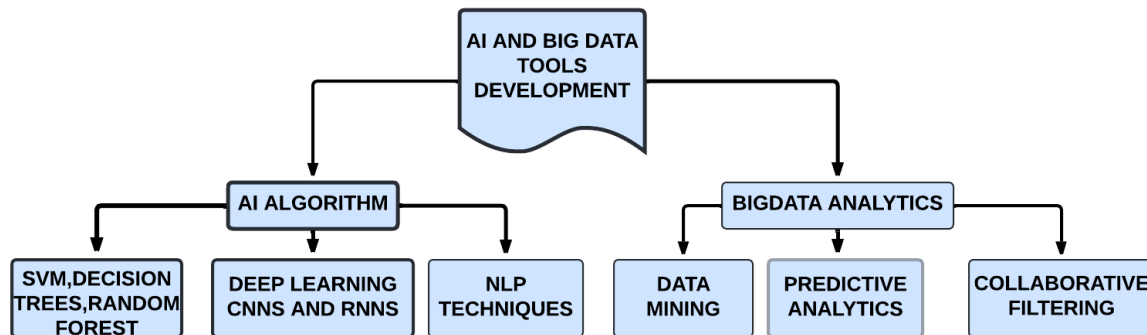 AI AND BIG DATA
TOOLS
DEVELOPMENT
AI ALGORITHM
BIGDATA ANALYTICS
SVM,DECISION
TREES,RANDOM
FOREST
DEEP LEARNING
CNNS AND RNNS
NLP
TECHNIQUES
DATA
MINING
PREDICTIVE
ANALYTICS
COLLABORATIVE
FILTERING